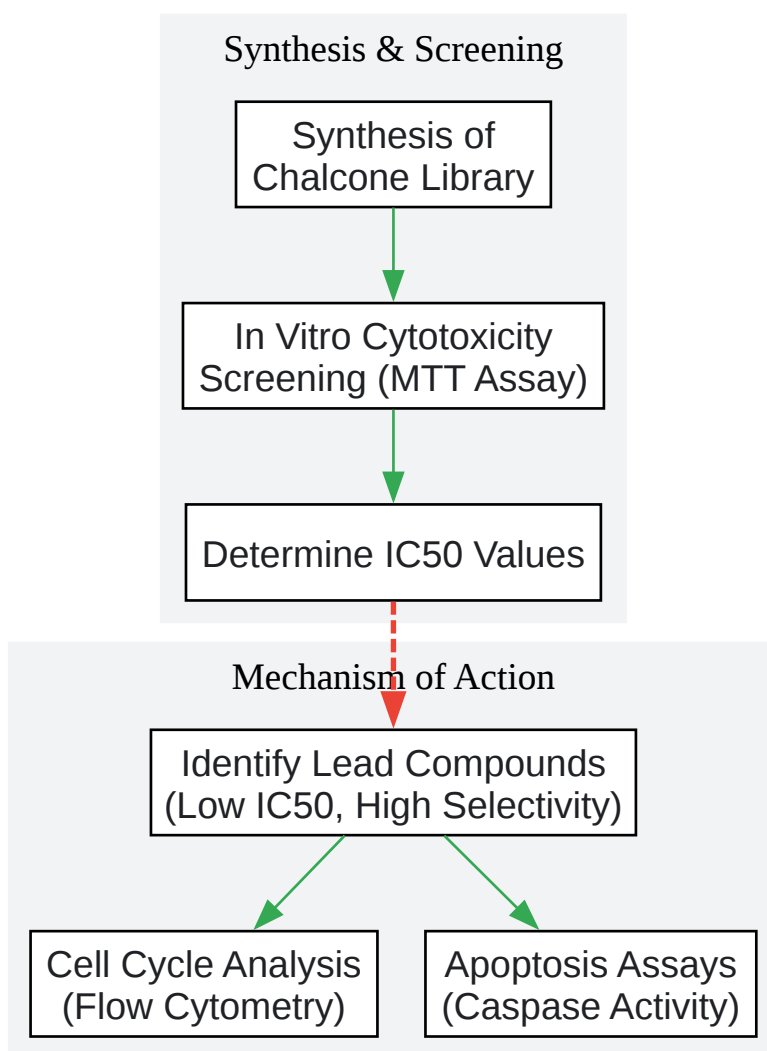 Synthesis & Screening
Synthesis of
Chalcone Library
In Vitro Cytotoxicity
Screening (MTT Assay)
Determine IC50 Values
Mechanism of Action
Identify Lead Compounds
(Low IC50, High Selectivity)
Cell Cycle Analysis
(Flow Cytometry)
Apoptosis Assays
(Caspase Activity)